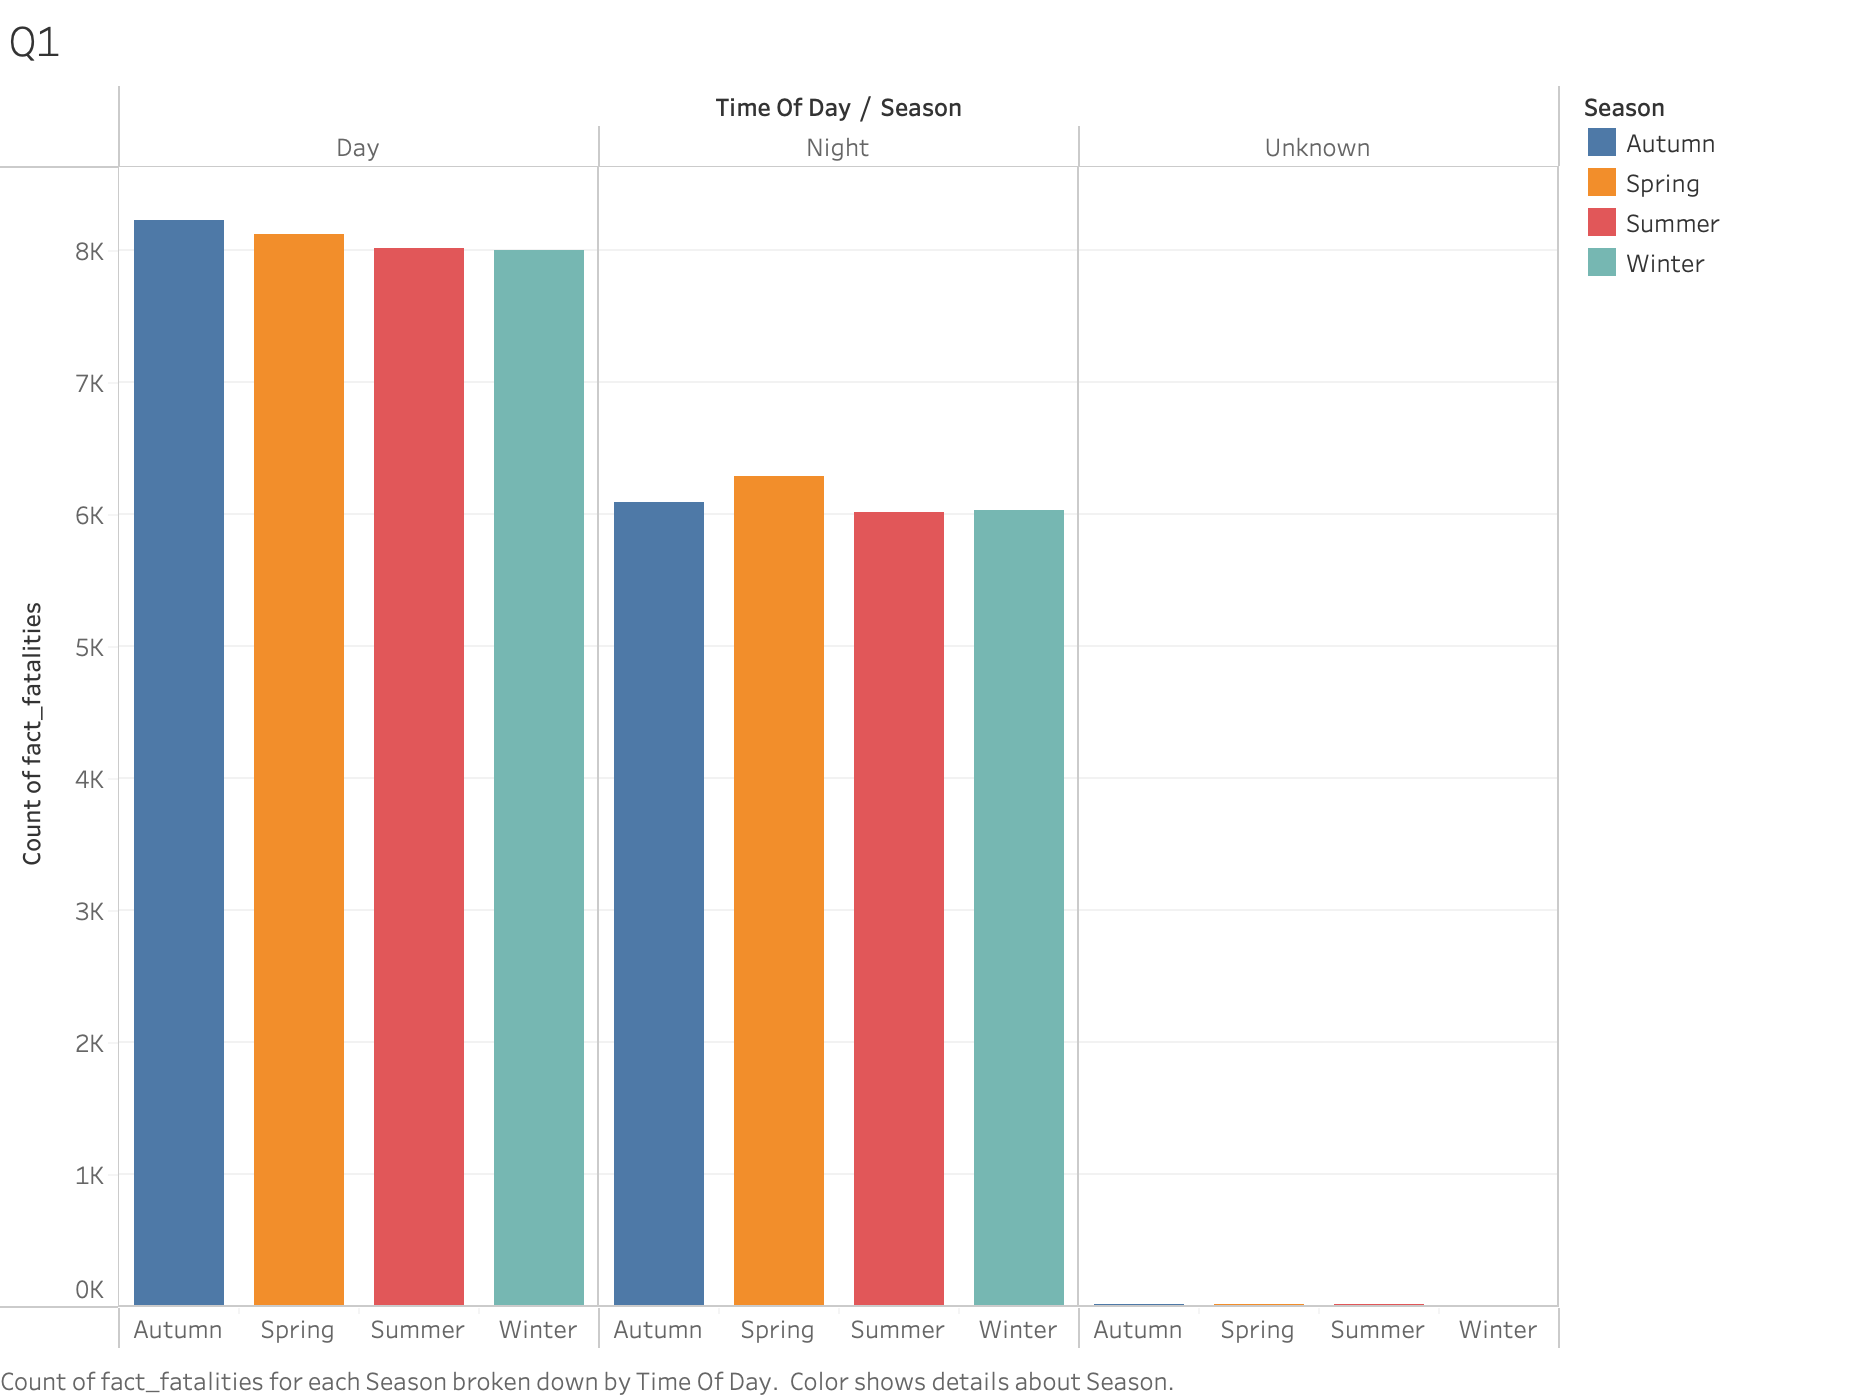 Q1
Time Of Day / Season
Day Night Unknown
Season
Autumn
Spring
Summer
Winter
8K
7K
6K
5K
4K
3K
2K
1K
0K
Count of fact_fatalities
Autumn Spring Summer Winter Autumn Spring Summer Winter Autumn Spring Summer Winter
Count of fact_fatalities for each Season broken down by Time Of Day.  Color shows details about Season.